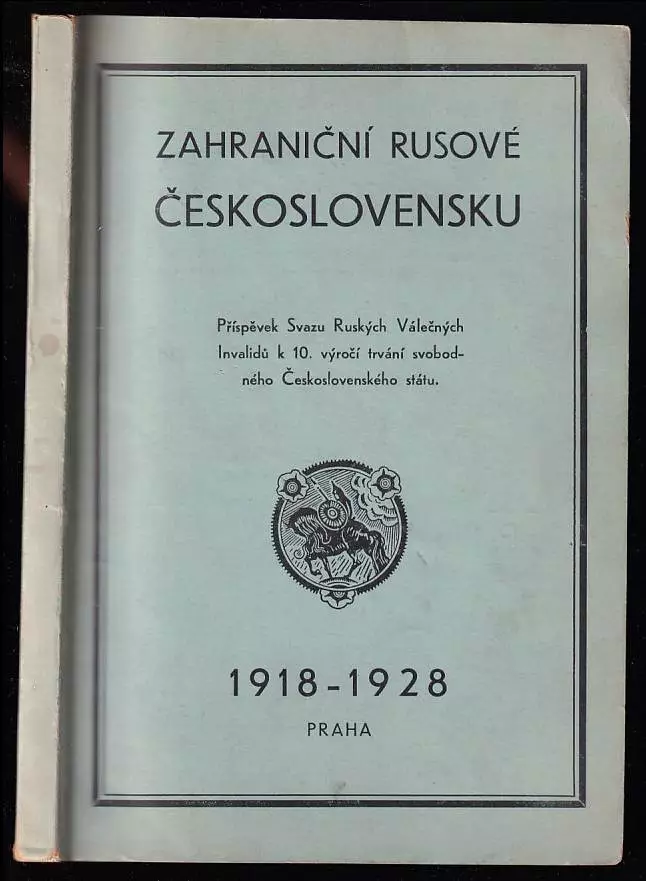 ZAHRANIČNÍ RUSOVÉ
ČESKOSLOVENSKU
Příspěvek Svazu Ruských Válečných
Invalidů k 10. výročí trvání svobod-
ného Československého státu.
1918-1928
PRAHA